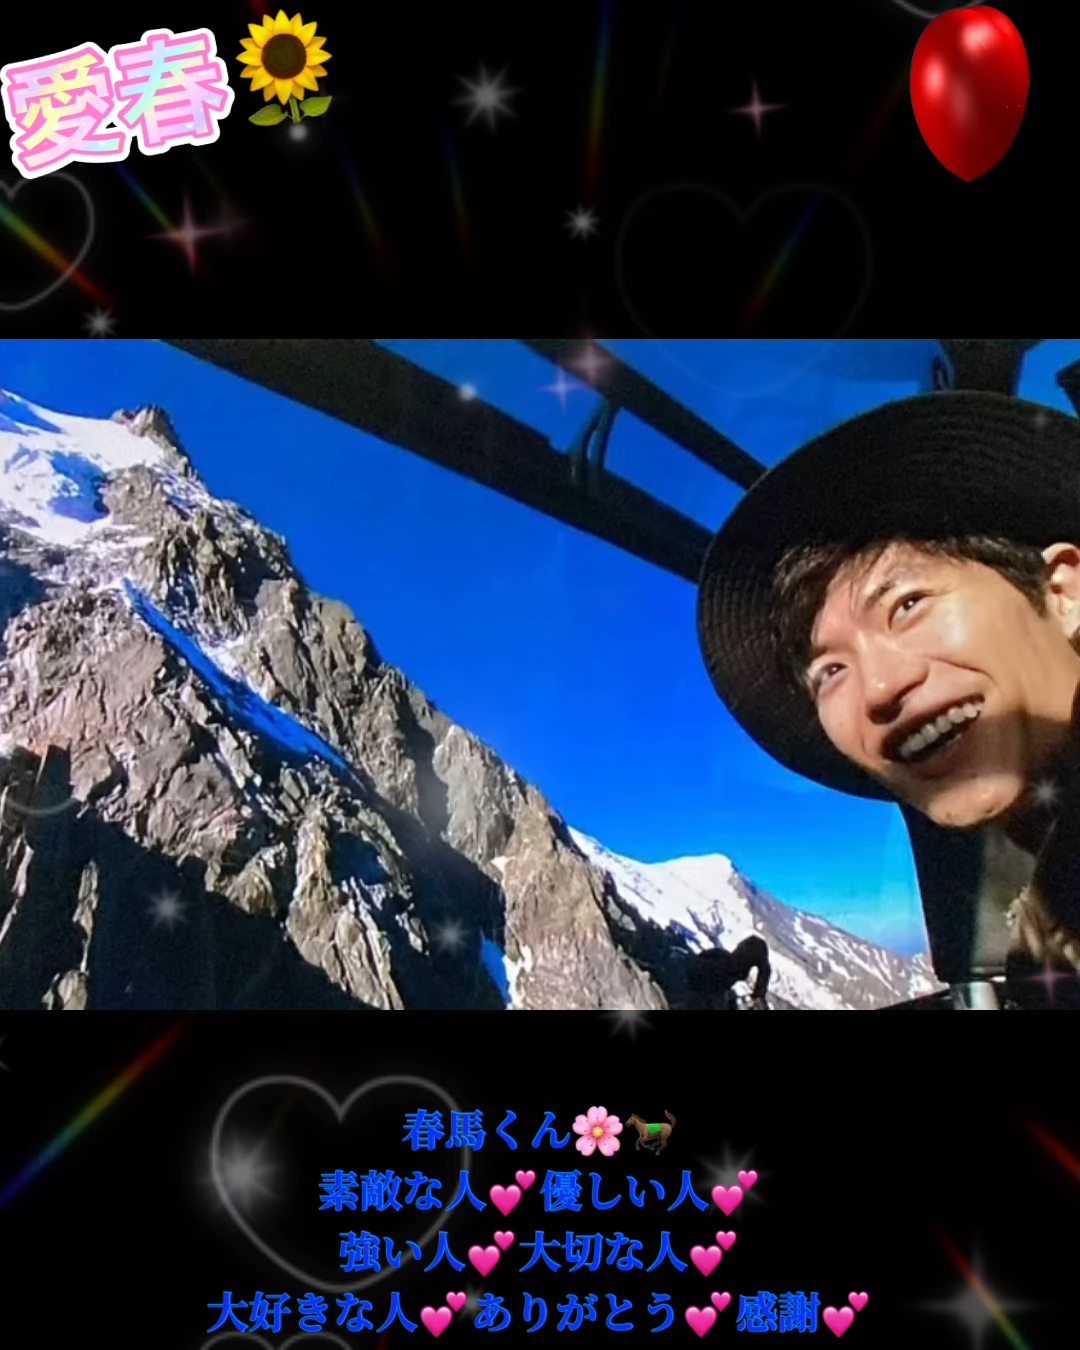 愛春🌻
春馬くん🌸🐎
素敵な人💕優しい人💕
強い人💕大切な人💕
大好きな人💕ありがとう💕感謝💕